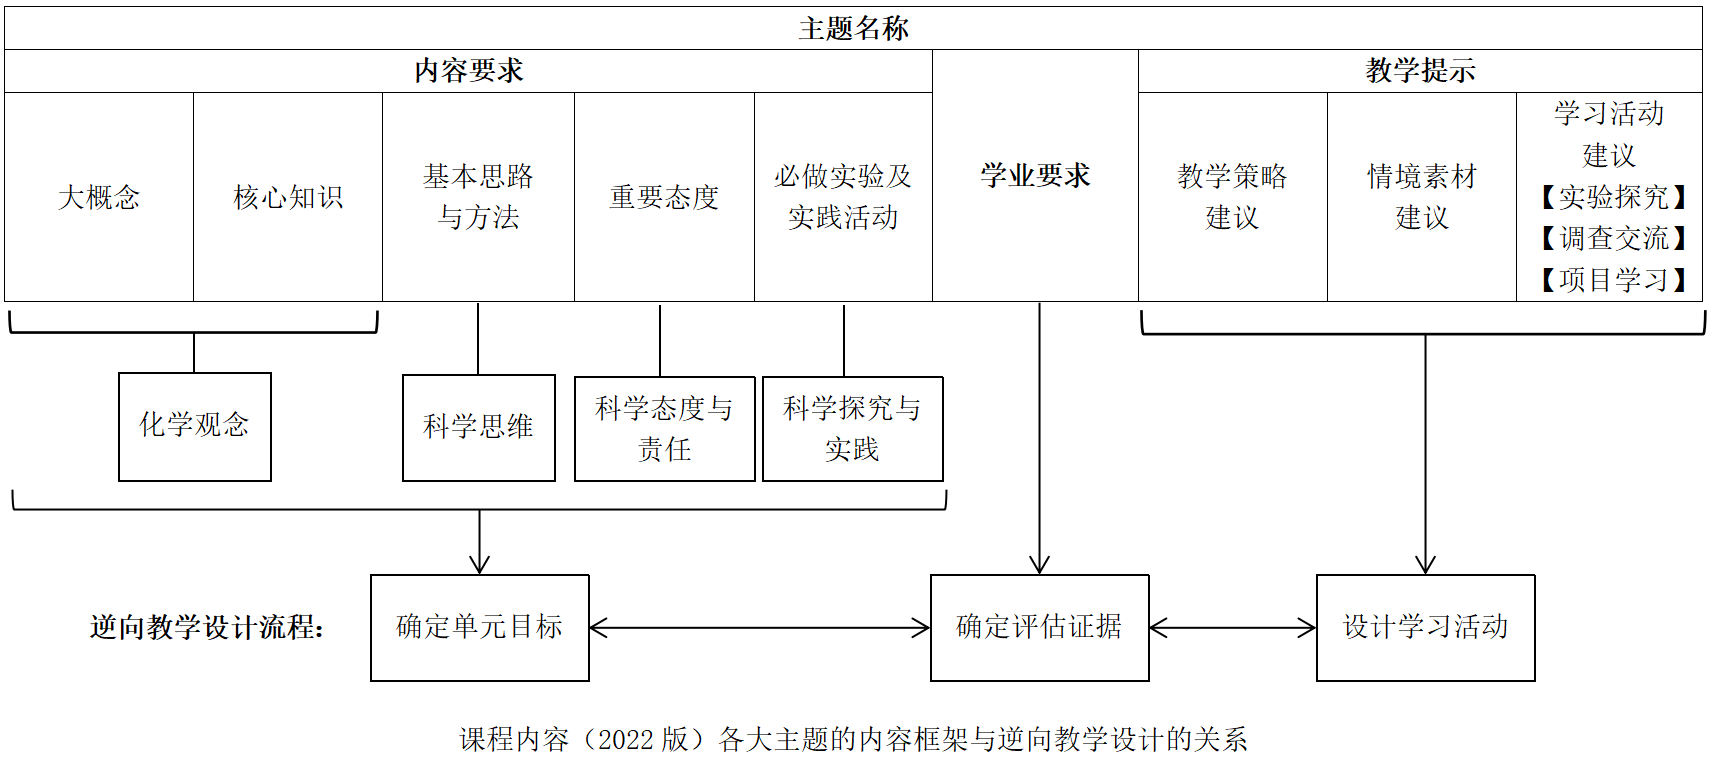 主题名称
内容要求
教学提示
大概念
核心知识
基本思路
与方法
重要态度
必做实验及
实践活动
学业要求
教学策略
建议
情境素材
建议
学习活动
建议
【实验探究】
【调查交流】
【项目学习】
化学观念
科学思维
科学态度与
责任
科学探究与
实践
逆向教学设计流程：
确定单元目标
确定评估证据
设计学习活动
课程内容（2022 版）各大主题的内容框架与逆向教学设计的关系